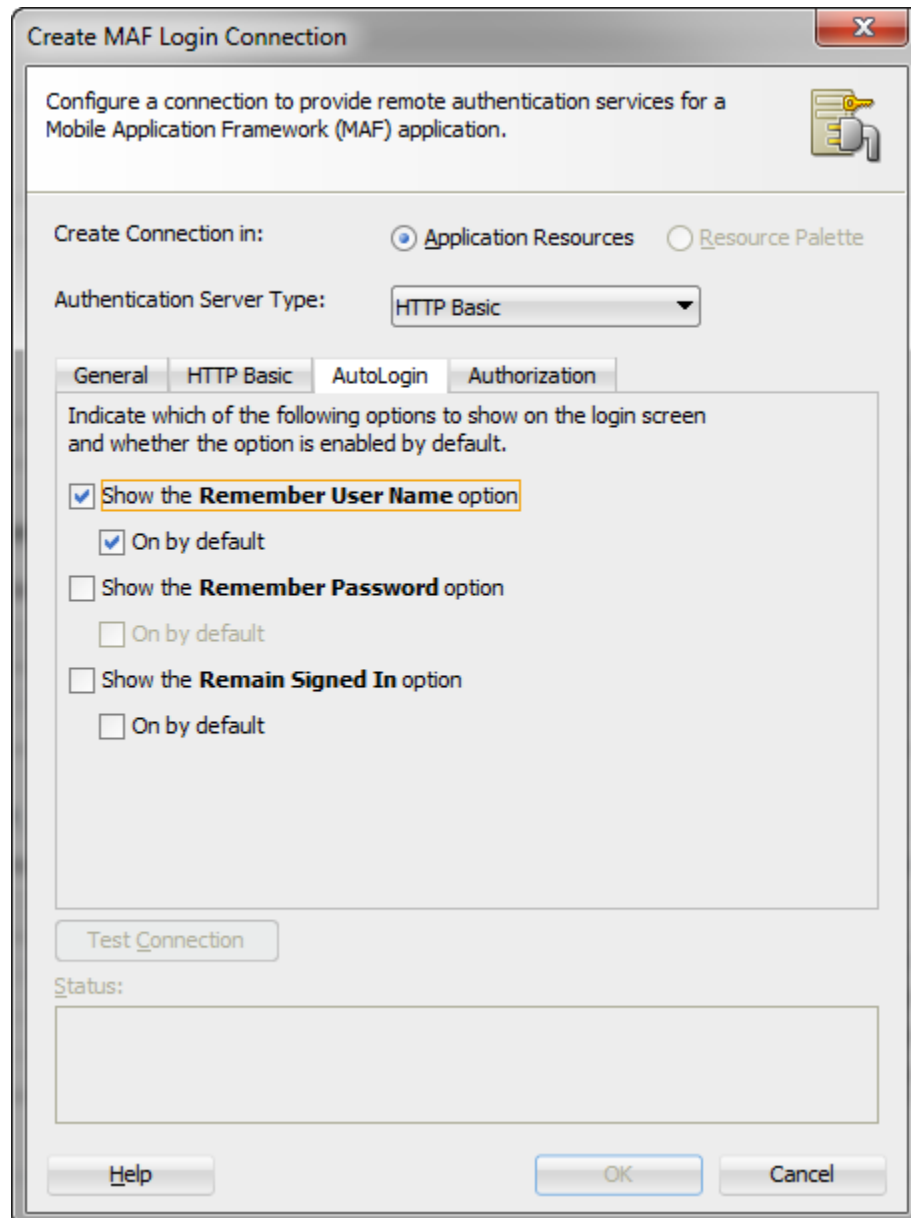 Create MAF Login Connection
Configure a connection to provide remote authentication services for a
Mobile Application Framework (MAF) application.
Create Connection in: Application Resources Resource Palette
Authentication Server Type: HTTP Basic
General HTTP Basic AutoLogin Authorization
Indicate which of the following options to show on the login screen
and whether the option is enabled by default.
Show the Remember User Name option
On by default
Show the Remember Password option
On by default
Show the Remain Signed In option
On by default
Test Connection
Status:
Help OK Cancel